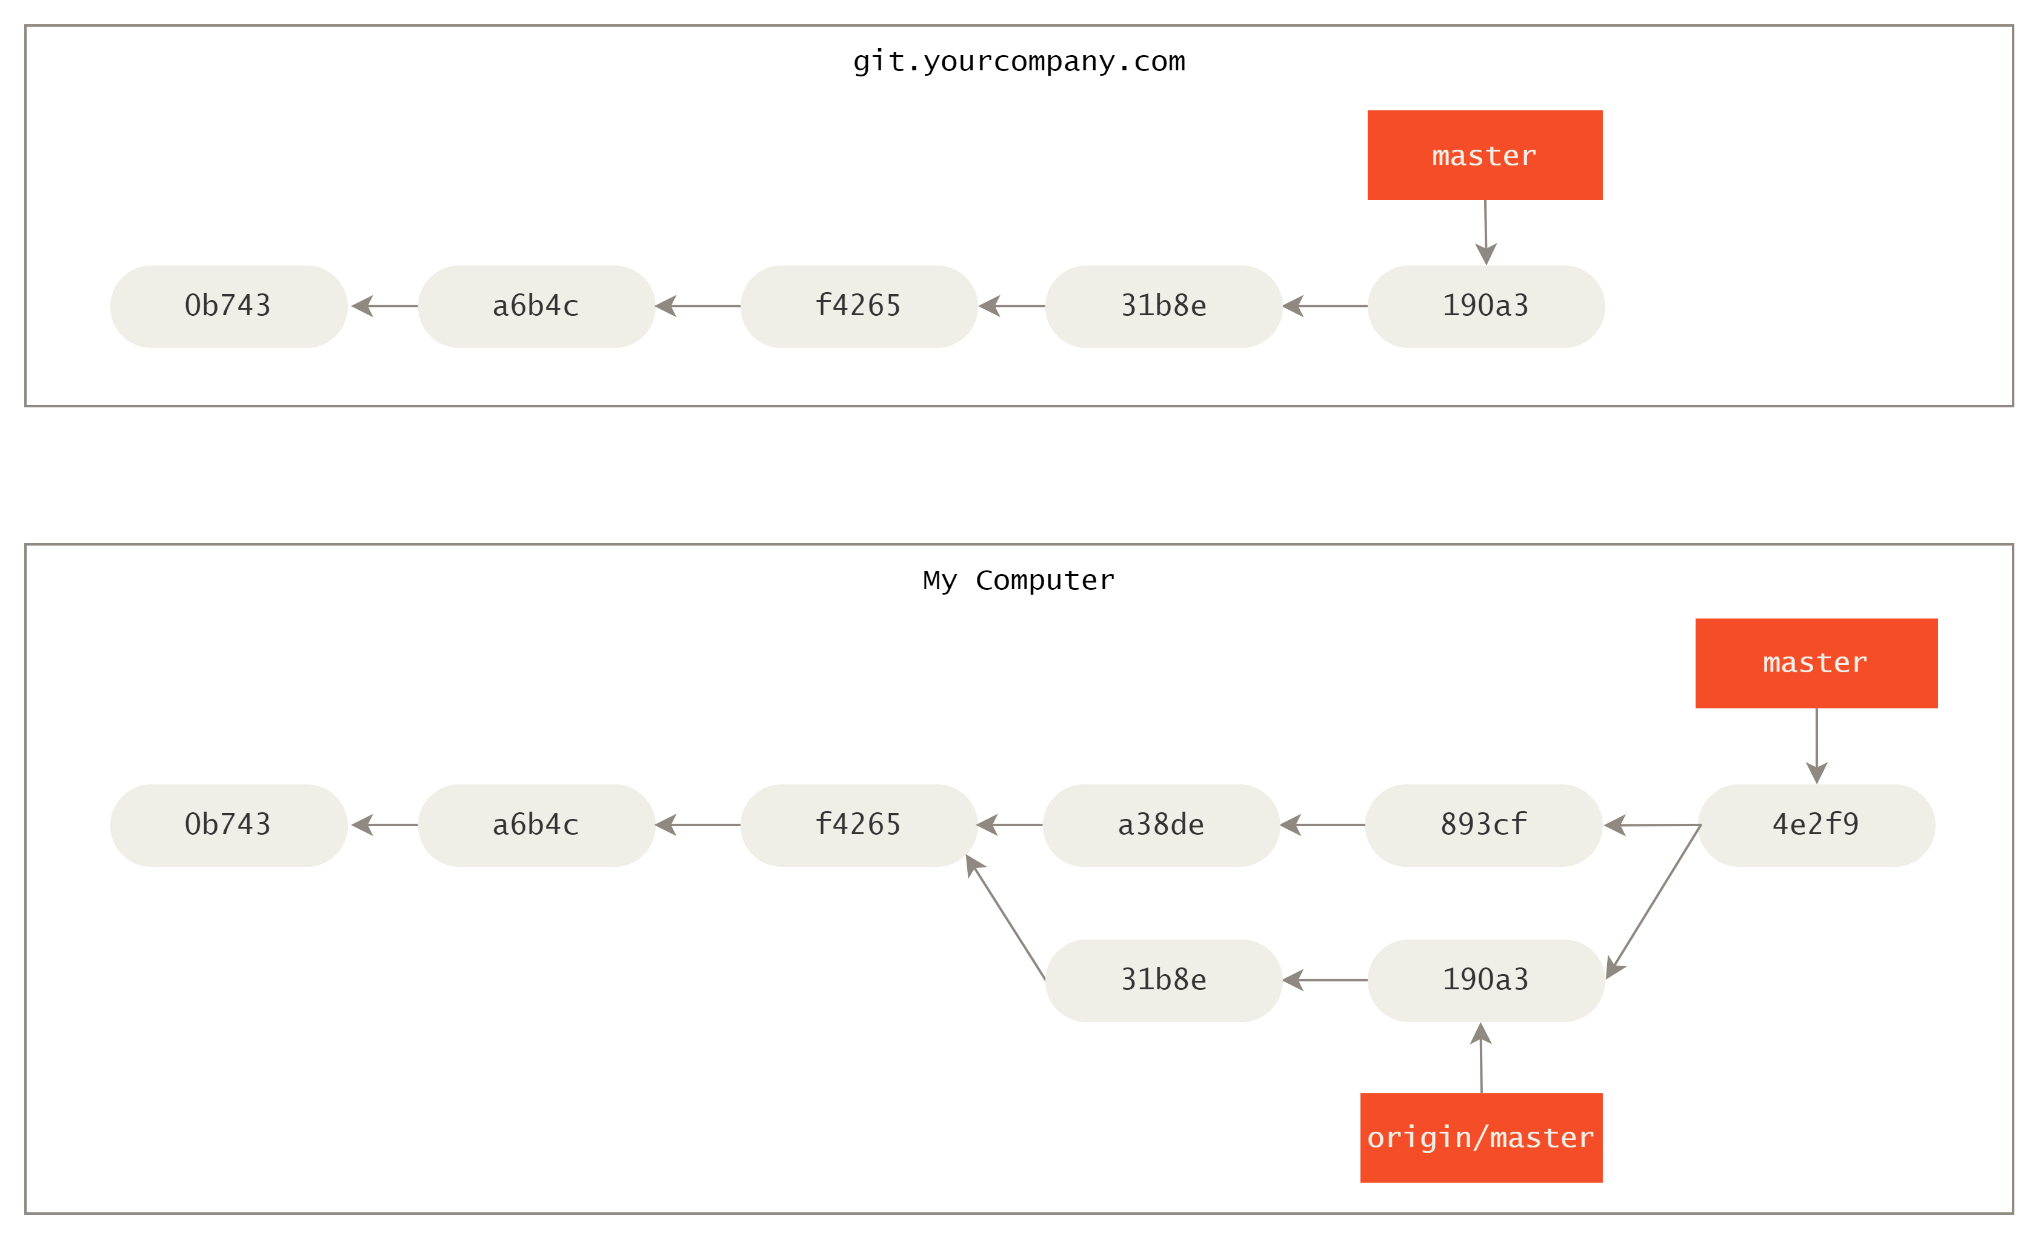 git.yourcompany.com
master
0b743
a6b4c
f4265
31b8e
190a3
My Computer
master
0b743
a6b4c
f4265
a38de
893cf
4e2f9
31b8e
190a3
origin/master